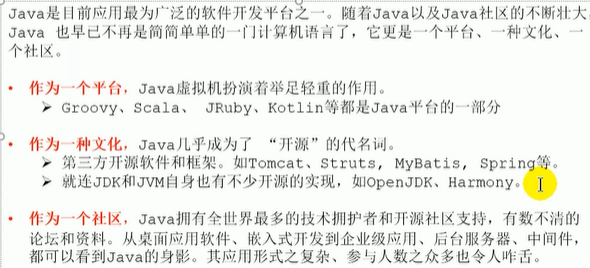 Java是目前应用最为广泛的软件开发平台之一。随着Java以及Java社区的不断壮大
Java 也早已不再是简简单单的一门计算机语言了，它更是一个平台、一种文化、一
个社区。
• 作为一个平台，Java虚拟机扮演着举足轻重的作用。
➢ Groovy、Scala、 JRuby、Kotlin等都是Java平台的一部分
• 作为一种文化，Java几乎成为了 “开源”的代名词。
➢ 第三方开源软件和框架。如Tomcat、Struts, MyBatis, Spring等。
➢ 就连JDK和JVM自身也有不少开源的实现，如OpenJDK、Harmony。
• 作为一个社区，Java拥有全世界最多的技术拥护者和开源社区支持，有数不清的
论坛和资料。从桌面应用软件、嵌入式开发到企业级应用、后台服务器、中间件，
都可以看到Java的身影。其应用形式之复杂、参与人数之众多也令人咋舌。